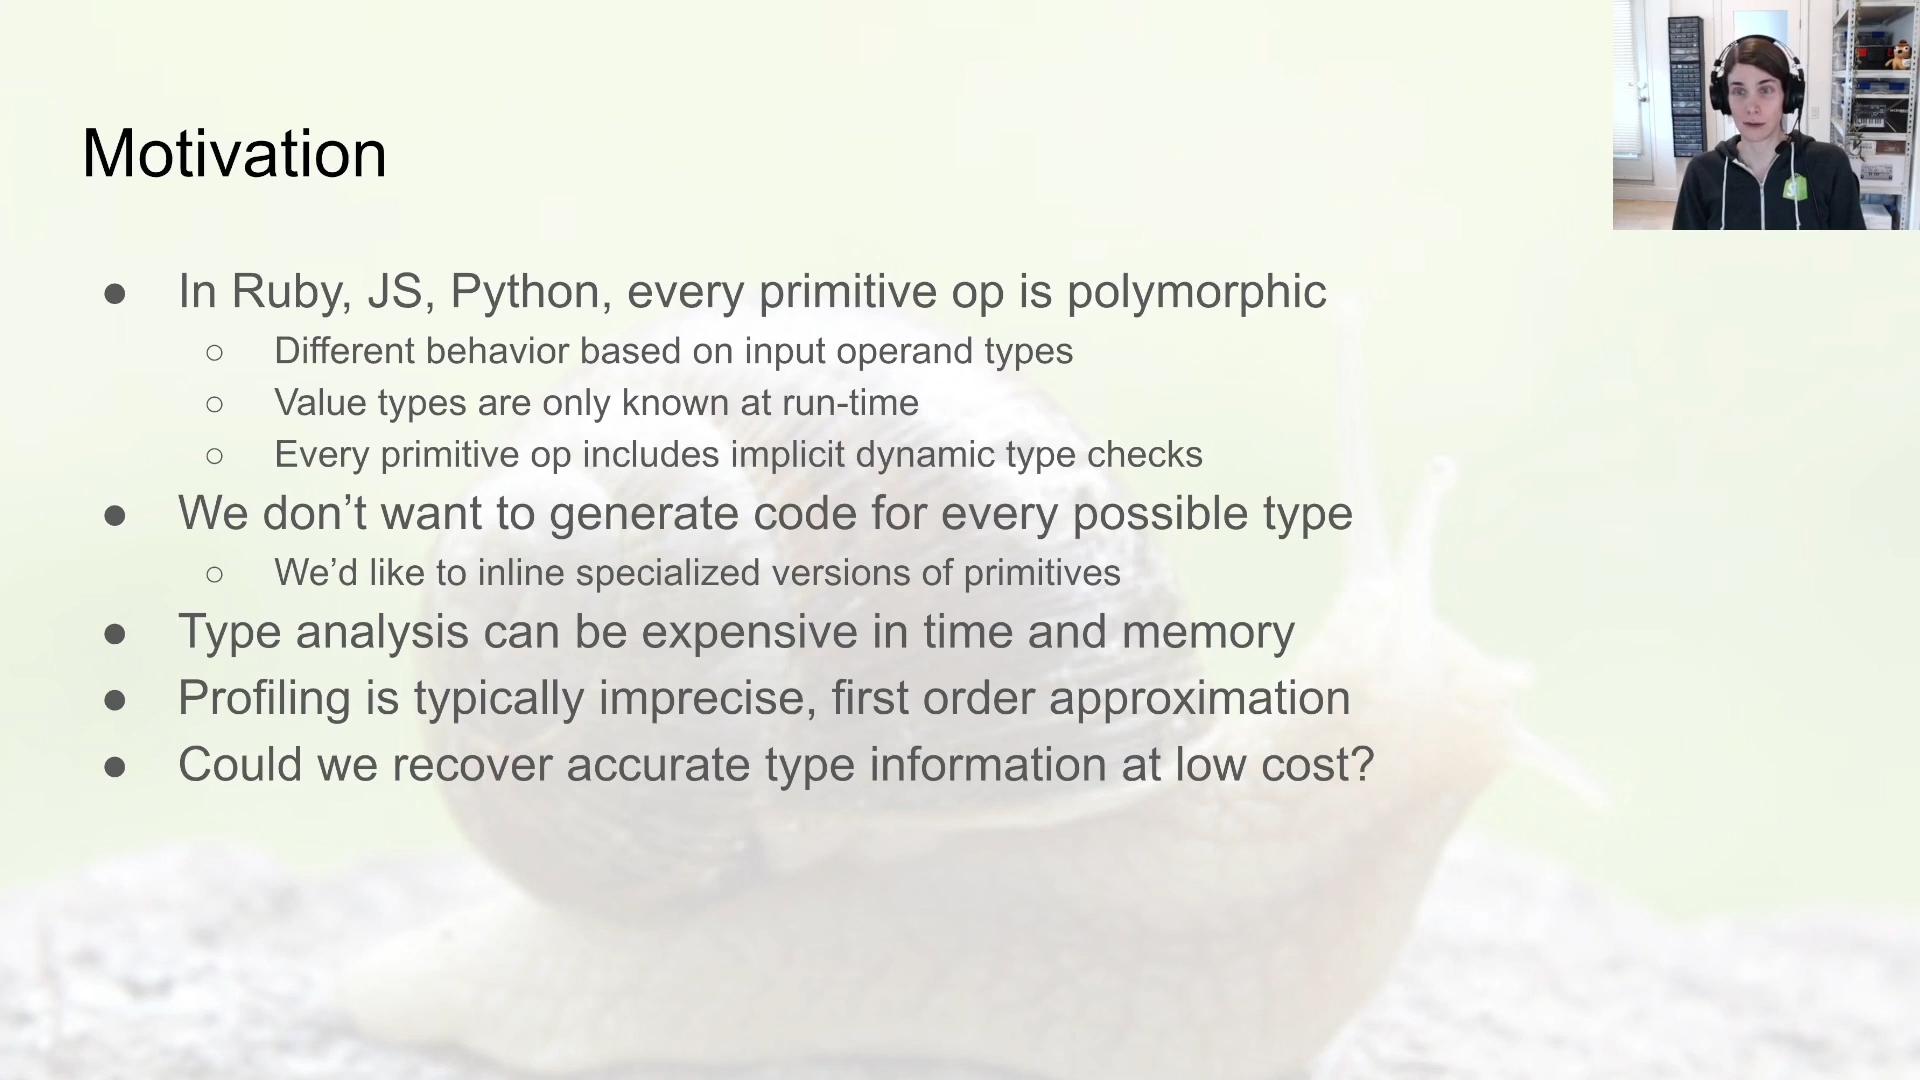 Motivation
● In Ruby, JS, Python, every primitive op is polymorphic
○ Different behavior based on input operand types
○ Value types are only known at run-time
○ Every primitive op includes implicit dynamic type checks
● We don’t want to generate code for every possible type
○ We’d like to inline specialized versions of primitives
● Type analysis can be expensive in time and memory
● Profiling is typically imprecise, first order approximation
● Could we recover accurate type information at low cost?